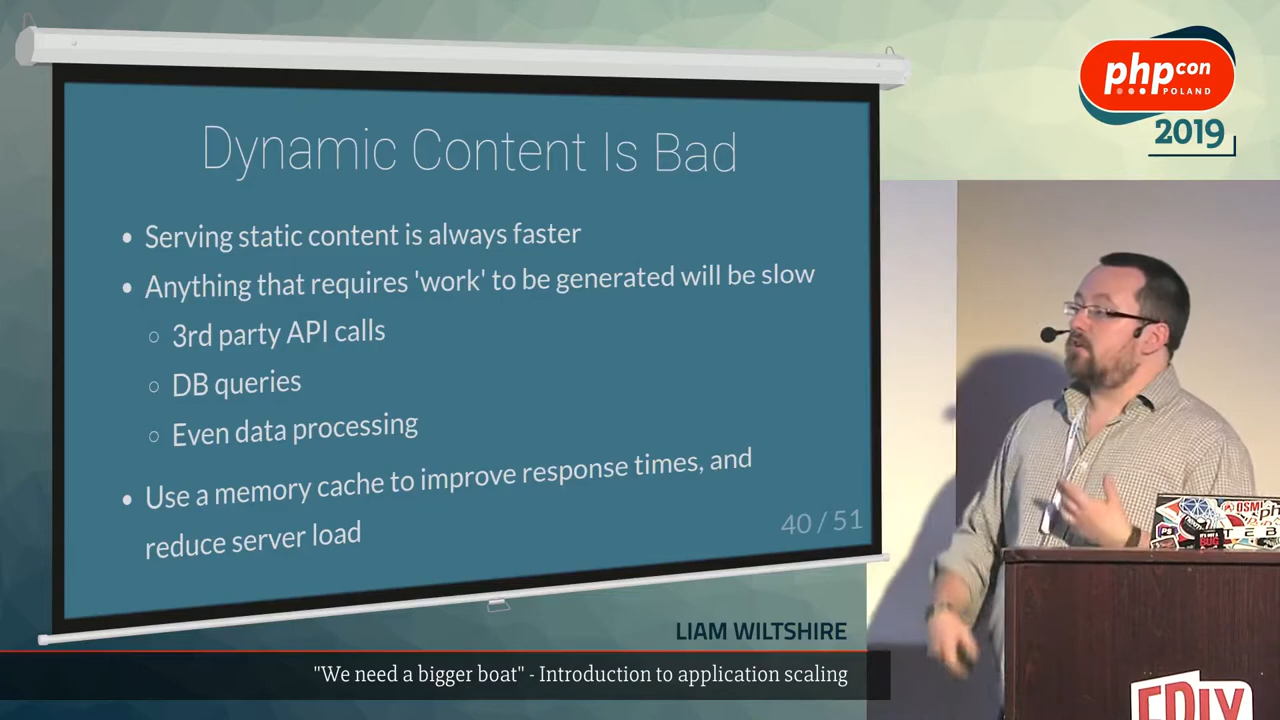 php con
POLAND
2019
Dynamic Content Is Bad
Serving static content is always faster
Anything that requires 'work' to be generated will be slow
3rd party API calls
DB queries
Even data processing
Use a memory cache to improve response times, and
reduce server load
40 / 51
OSMI
LIAM WILTSHIRE
"We need a bigger boat" - Introduction to application scaling